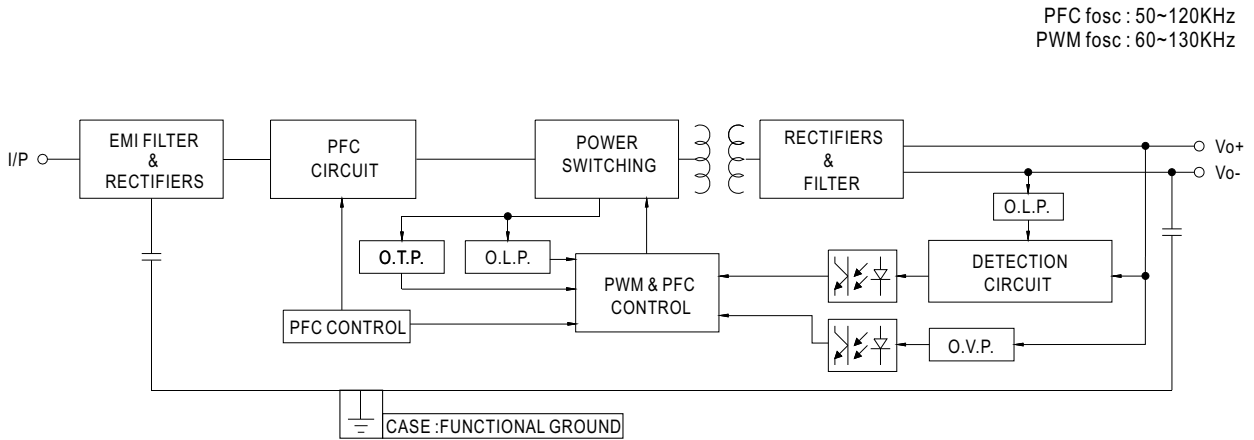 PFC fosc : 50~120KHz
PWM fosc : 60~130KHz
I/P
EMI FILTER
&
RECTIFIERS
PFC
CIRCUIT
POWER
SWITCHING
RECTIFIERS
&
FILTER
Vo+
Vo-
O.L.P.
O.T.P.
O.L.P.
PWM & PFC
CONTROL
DETECTION
CIRCUIT
PFC CONTROL
O.V.P.
CASE :FUNCTIONAL GROUND